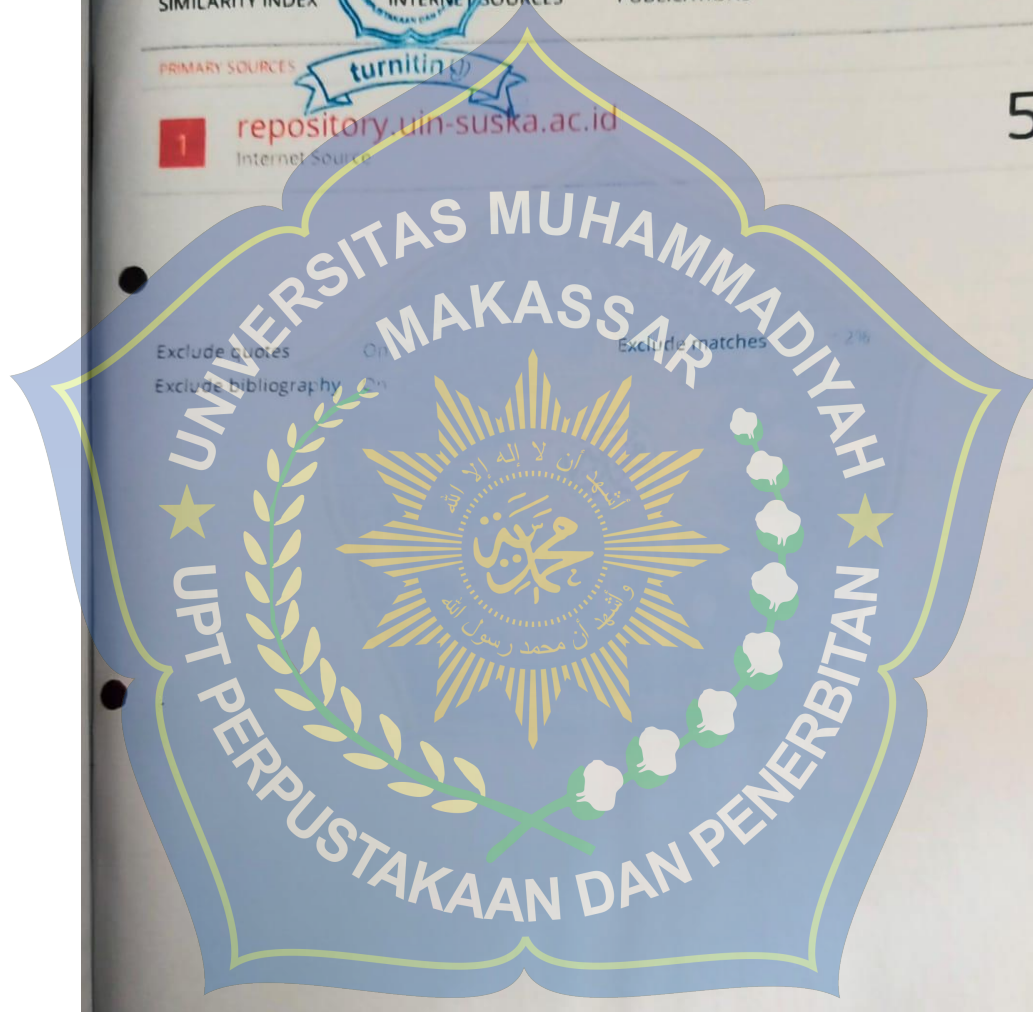 SIMILARITY INDEX
INTERNET SOURCES
PRIMARY SOURCES
turnitin
1
repository.uin-suska.ac.id
5
Internet Source
UNIVERSITAS MUHAMMADIYAH
MAKASSAR
Exclude quotes On
Exclude matches 2%
Exclude bibliography On
أشهد أن لا إله إلا الله
محمدية
وأشهد أن محمد رسول الله
UPT PERPUSTAKAAN DAN PENERBITAN